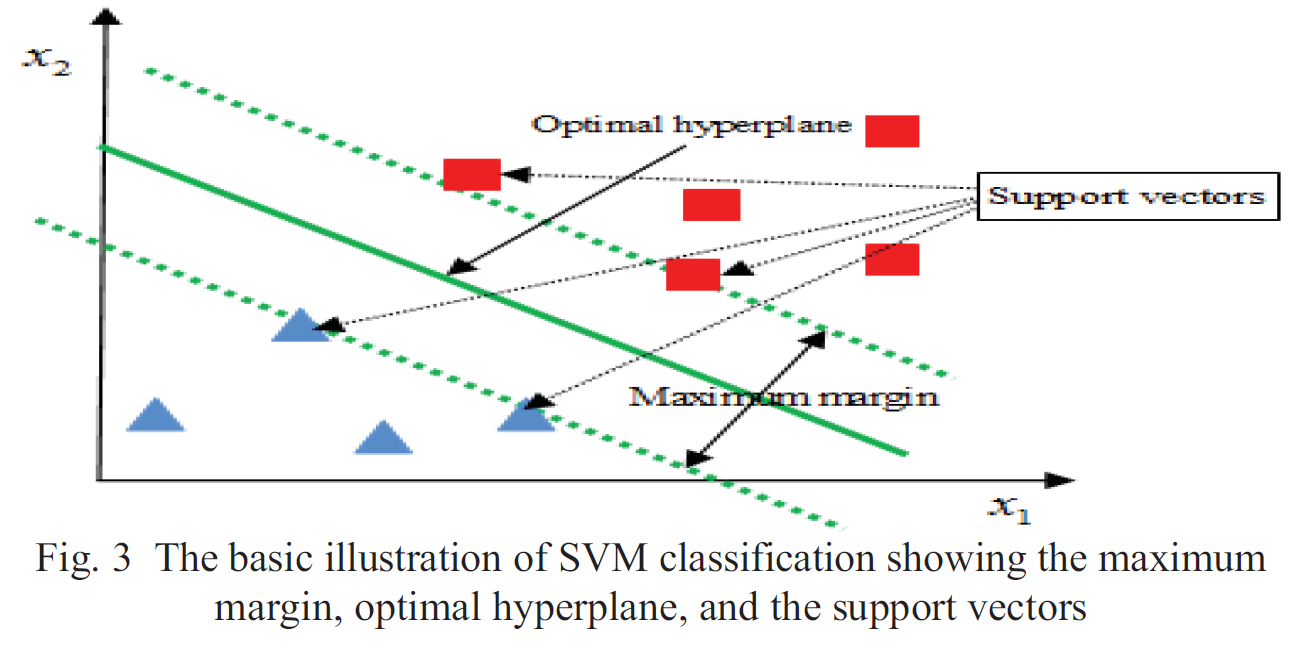 x2
Optimal hyperplane
Support vectors
Maximum margin
x1
Fig. 3 The basic illustration of SVM classification showing the maximum
margin, optimal hyperplane, and the support vectors